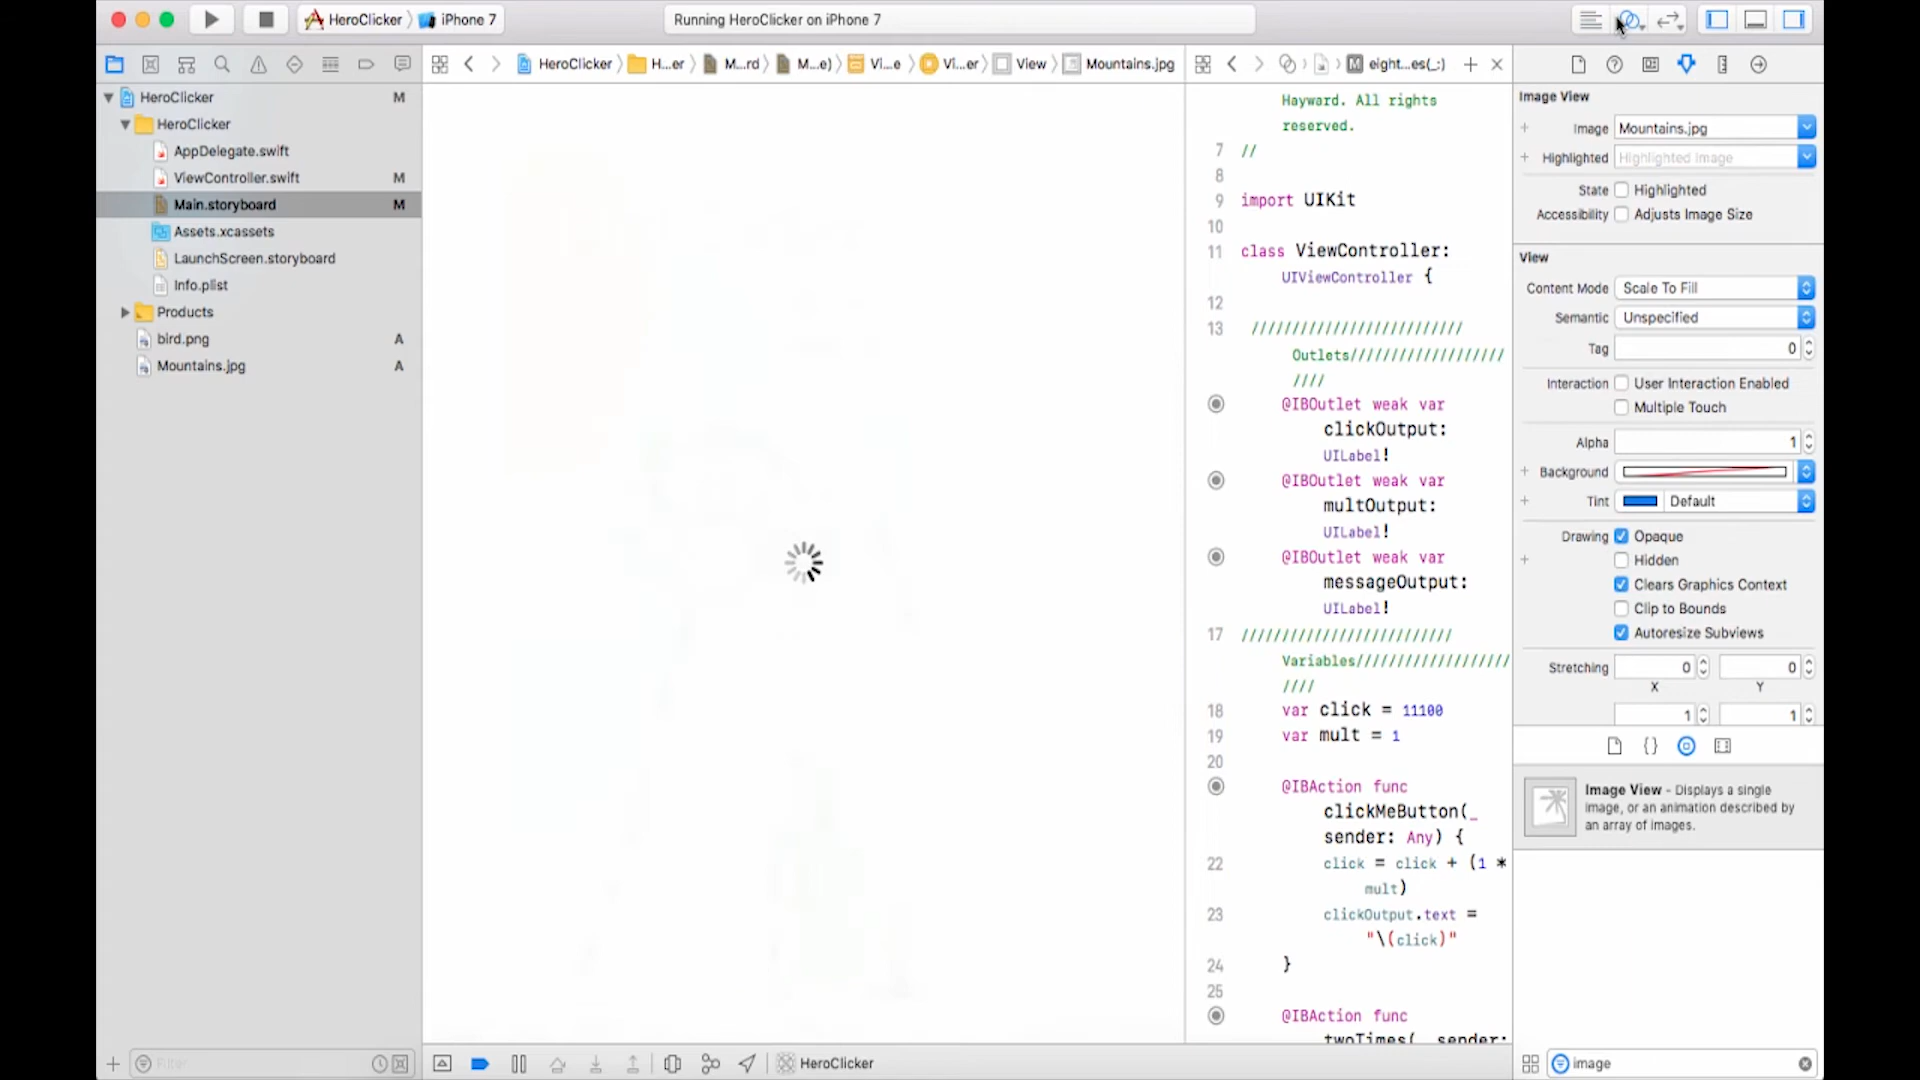 HeroClicker
iPhone 7
Running HeroClicker on iPhone 7
HeroClicker
H...er
M...rd
M...e)
Vi...e
Vi...er
View
Mountains.jpg
eight...es(_:)
HeroClicker M
HeroClicker
AppDelegate.swift
ViewController.swift M
Main.storyboard M
Assets.xcassets
LaunchScreen.storyboard
Info.plist
Products
bird.png A
Mountains.jpg A
Filter
HeroClicker
Hayward. All rights
reserved.
7 //
8
9 import UIKit
10
11 class ViewController:
UIViewController {
12
13 //////////////////////////
Outlets///////////////////
////
@IBOutlet weak var
clickOutput:
UILabel!
@IBOutlet weak var
multOutput:
UILabel!
@IBOutlet weak var
messageOutput:
UILabel!
17 //////////////////////////
Variables///////////////////
////
18 var click = 11100
19 var mult = 1
20
@IBAction func
clickMeButton(_
sender: Any) {
22 click = click + (1 *
mult)
23 clickOutput.text =
"\(click)"
24 }
25
@IBAction func
twoTimes(_ sender:
Image View
Image Mountains.jpg
Highlighted Highlighted Image
State Highlighted
Accessibility Adjusts Image Size
View
Content Mode Scale To Fill
Semantic Unspecified
Tag 0
Interaction User Interaction Enabled
Multiple Touch
Alpha 1
Background
Tint Default
Drawing Opaque
Hidden
Clears Graphics Context
Clip to Bounds
Autoresize Subviews
Stretching 0 0
X Y
1 1
{}
Image View - Displays a single
image, or an animation described by
an array of images.
image